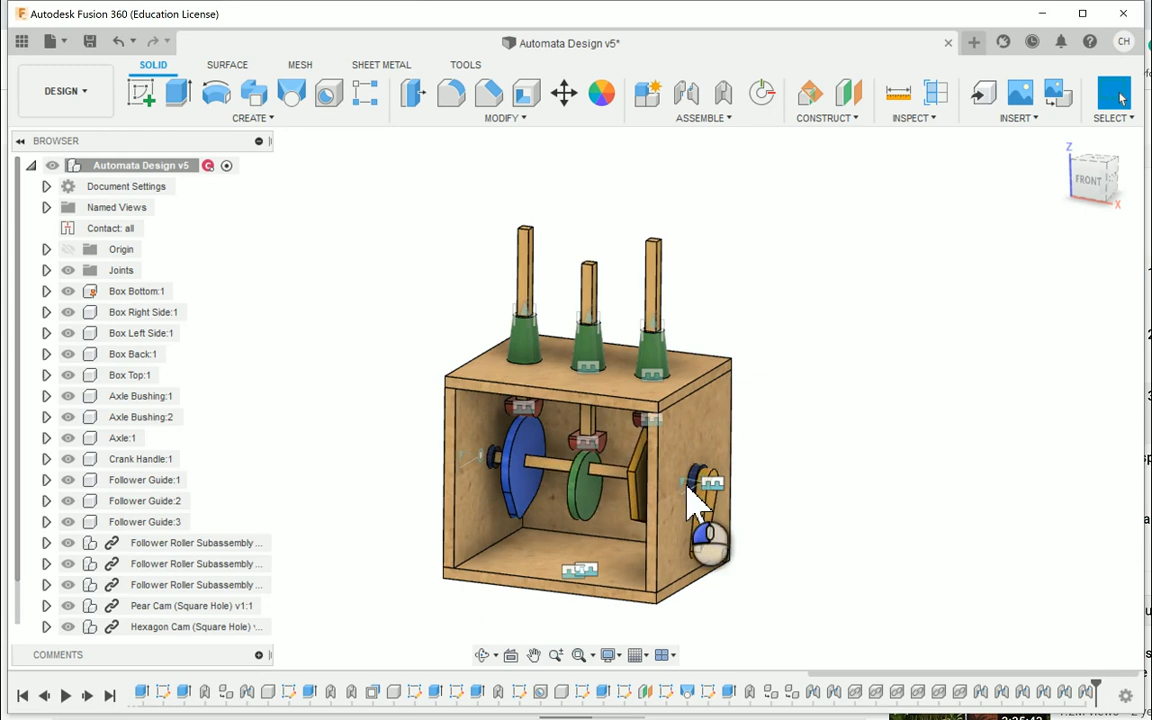 Autodesk Fusion 360 (Education License)
Automata Design v5*
CH
SOLID SURFACE MESH SHEET METAL TOOLS
DESIGN
CREATE MODIFY ASSEMBLE CONSTRUCT INSPECT INSERT SELECT
BROWSER
Automata Design v5
Document Settings
Named Views
Contact: all
Origin
Joints
Box Bottom:1
Box Right Side:1
Box Left Side:1
Box Back:1
Box Top:1
Axle Bushing:1
Axle Bushing:2
Axle:1
Crank Handle:1
Follower Guide:1
Follower Guide:2
Follower Guide:3
Follower Roller Subassembly ...
Follower Roller Subassembly ...
Follower Roller Subassembly ...
Pear Cam (Square Hole) v1:1
Hexagon Cam (Square Hole)
COMMENTS
Z
FRONT
X